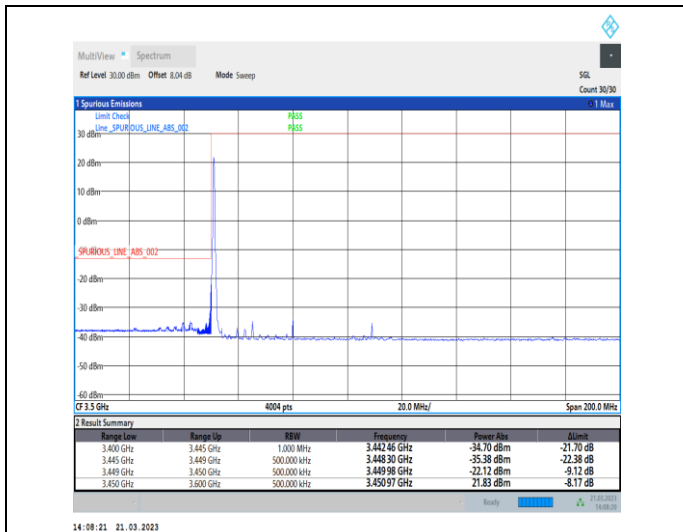 MultiView Spectrum
Ref Level 30.00 dBm Offset 8.04 dB Mode Sweep SGL
Count 30/30
1 Spurious Emissions 1 Max
Limit Check PASS
Line _SPURIOUS_LINE_ABS_002 PASS
30 dBm
20 dBm
10 dBm
0 dBm
-10 dBm
_SPURIOUS_LINE_ABS_002
-20 dBm
-30 dBm
-40 dBm
-50 dBm
-60 dBm
CF 3.5 GHz 4004 pts 20.0 MHz/ Span 200.0 MHz
2 Result Summary
Range Low Range Up RBW Frequency Power Abs ΔLimit
3.400 GHz 3.445 GHz 1.000 MHz 3.442 46 GHz -34.70 dBm -21.70 dB
3.445 GHz 3.449 GHz 500.000 kHz 3.448 30 GHz -35.38 dBm -22.38 dB
3.449 GHz 3.450 GHz 500.000 kHz 3.449 98 GHz -22.12 dBm -9.12 dB
3.450 GHz 3.600 GHz 500.000 kHz 3.450 97 GHz 21.83 dBm -8.17 dB
Ready 21.03.2023
14:08:20
14:08:21 21.03.2023